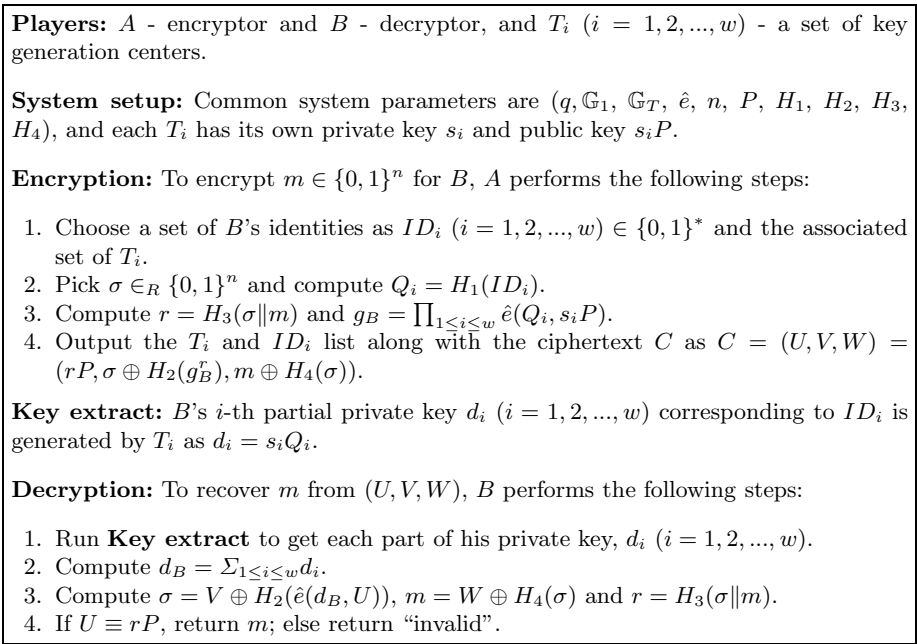 Players: A - encryptor and B - decryptor, and T_i (i = 1, 2, ..., w) - a set of key
generation centers.
System setup: Common system parameters are (q, 𝔾_1, 𝔾_T, ê, n, P, H_1, H_2, H_3,
H_4), and each T_i has its own private key s_i and public key s_iP.
Encryption: To encrypt m ∈ {0, 1}^n for B, A performs the following steps:
1. Choose a set of B's identities as ID_i (i = 1, 2, ..., w) ∈ {0, 1}^* and the associated
set of T_i.
2. Pick σ ∈_R {0, 1}^n and compute Q_i = H_1(ID_i).
3. Compute r = H_3(σ‖m) and g_B = ∏_{1≤i≤w} ê(Q_i, s_iP).
4. Output the T_i and ID_i list along with the ciphertext C as C = (U, V, W) =
(rP, σ ⊕ H_2(g_B^r), m ⊕ H_4(σ)).
Key extract: B's i-th partial private key d_i (i = 1, 2, ..., w) corresponding to ID_i is
generated by T_i as d_i = s_iQ_i.
Decryption: To recover m from (U, V, W), B performs the following steps:
1. Run Key extract to get each part of his private key, d_i (i = 1, 2, ..., w).
2. Compute d_B = Σ_{1≤i≤w}d_i.
3. Compute σ = V ⊕ H_2(ê(d_B, U)), m = W ⊕ H_4(σ) and r = H_3(σ‖m).
4. If U ≡ rP, return m; else return "invalid".